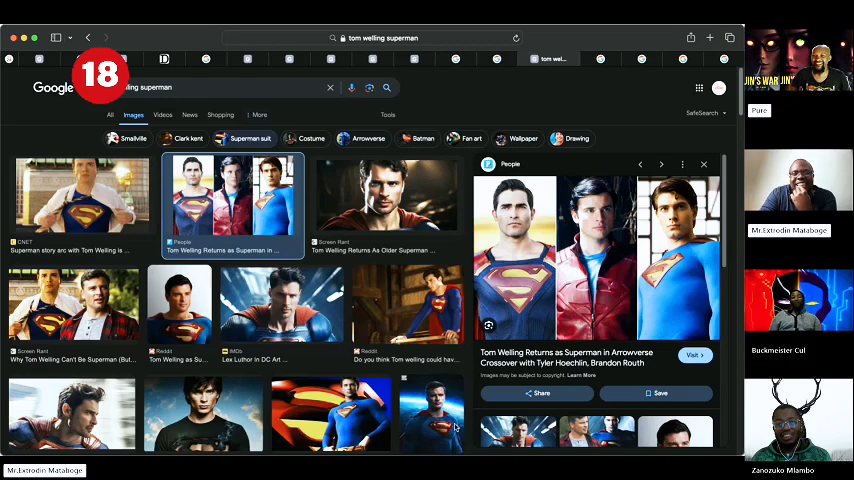 tom welling superman
tom wel...
18
Google
lling superman
All
Images
Videos
News
Shopping
More
Tools
SafeSearch
Smallville
Clark kent
Superman suit
Costume
Arrowverse
Batman
Fan art
Wallpaper
Drawing
CNET
Superman story arc with Tom Welling is ...
People
Tom Welling Returns as Superman in ...
Screen Rant
Tom Welling Returns As Older Superman ...
Screen Rant
Why Tom Welling Can't Be Superman (But...
Reddit
Tom Welling as Su...
IMDb
Lex Luthor In DC Art ...
Reddit
Do you think Tom welling could hav...
People
Tom Welling Returns as Superman in Arrowverse
Crossover with Tyler Hoechlin, Brandon Routh
Images may be subject to copyright. Learn More
Visit
Share
Save
JIN'S WAR
Pure
Mr.Extrodin Mataboge
Buckmeister Cul
Zanozuko Mlambo
Mr.Extrodin Mataboge